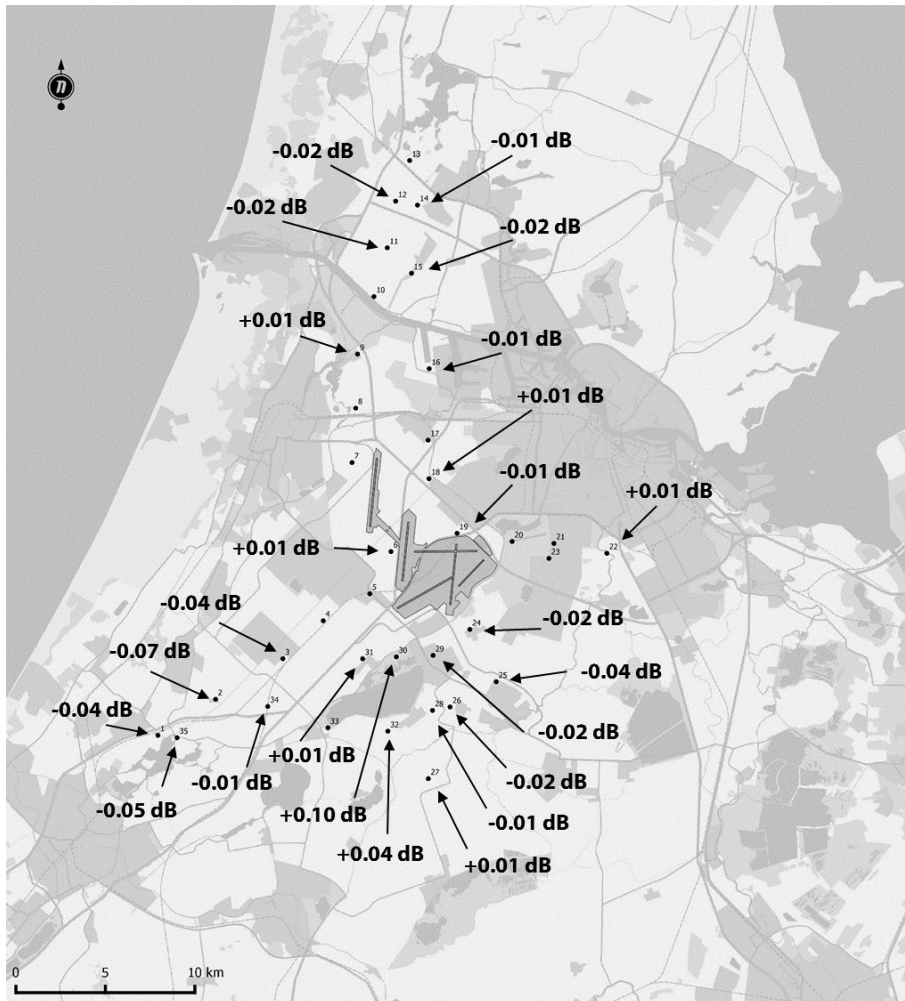 n
13
-0.02 dB
-0.01 dB
12
14
-0.02 dB
11
-0.02 dB
15
10
+0.01 dB
9
-0.01 dB
16
8
+0.01 dB
17
7
18
-0.01 dB
+0.01 dB
19
20
21
+0.01 dB
6
23
22
5
-0.04 dB
4
24
-0.02 dB
-0.07 dB
3
31
30
29
25
-0.04 dB
2
34
28
26
-0.04 dB
1
35
33
32
-0.02 dB
+0.01 dB
-0.01 dB
27
-0.02 dB
-0.05 dB
+0.10 dB
-0.01 dB
+0.04 dB
+0.01 dB
0
5
10 km